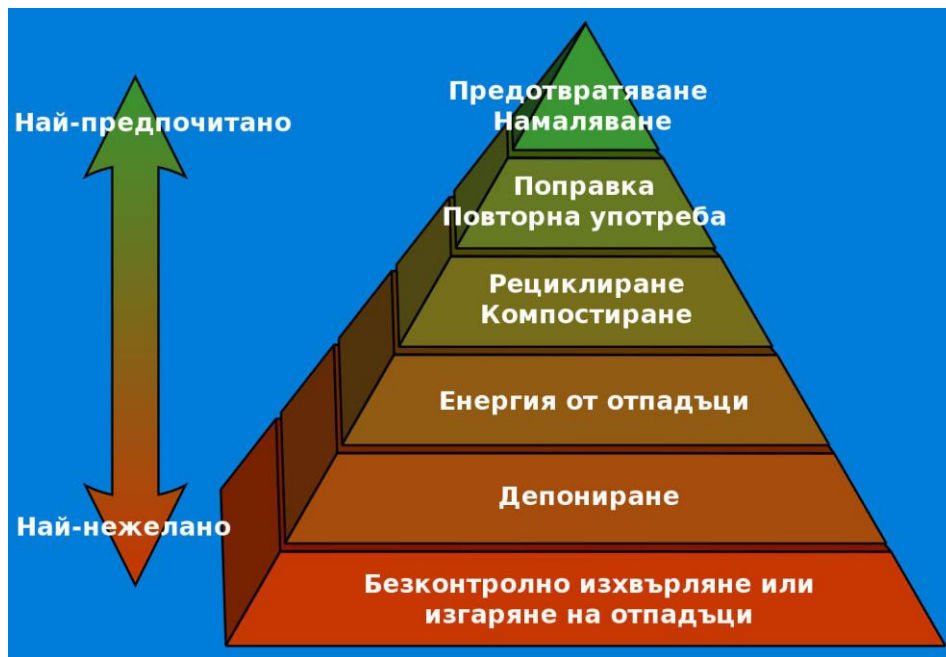 Предотвратяване
Намаляване
Най-предпочитано
Поправка
Повторна употреба
Рециклиране
Компостиране
Енергия от отпадъци
Депониране
Най-нежелано
Безконтролно изхвърляне или
изгаряне на отпадъци